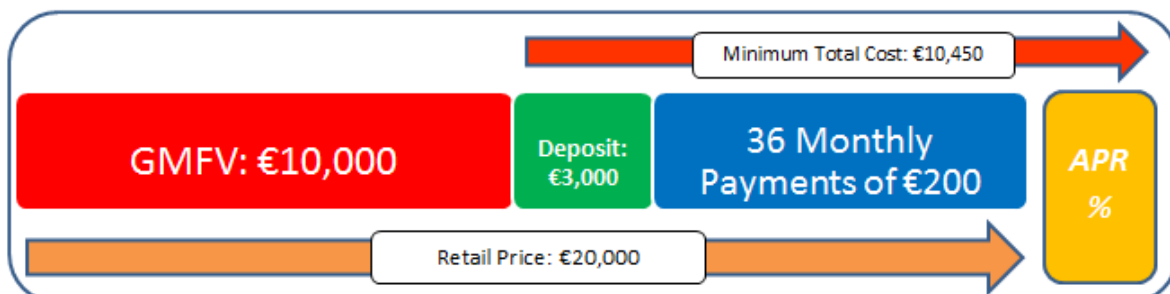 Minimum Total Cost: €10,450
GMFV: €10,000
Deposit:
€3,000
36 Monthly
Payments of €200
APR
%
Retail Price: €20,000